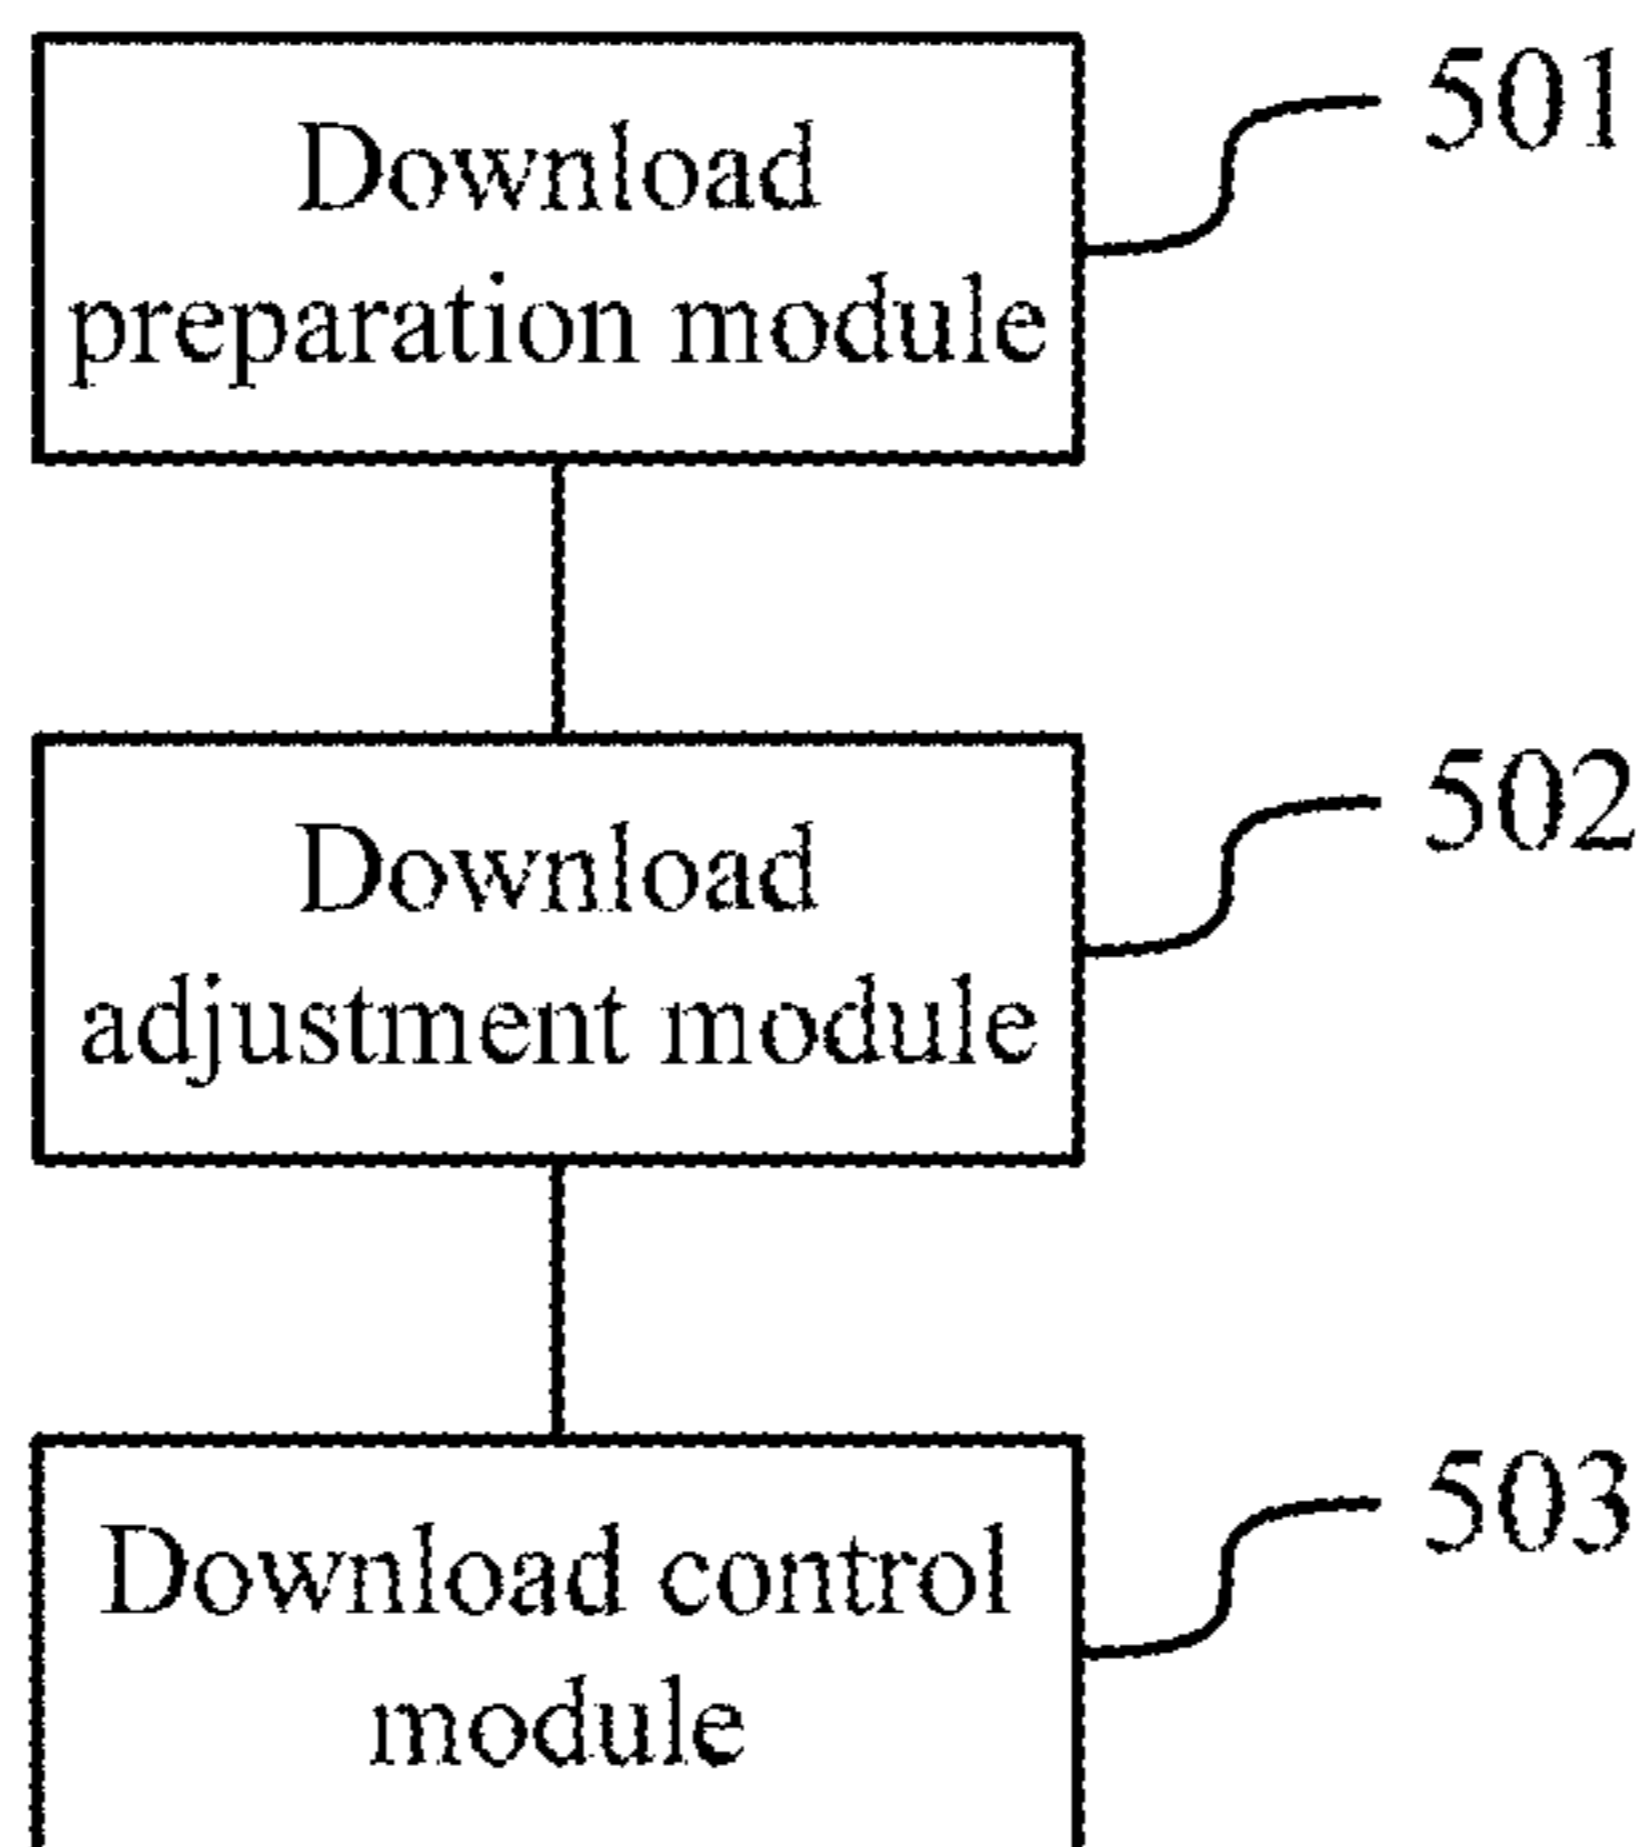 Download
preparation module
501
Download
adjustment module
502
Download control
module
503